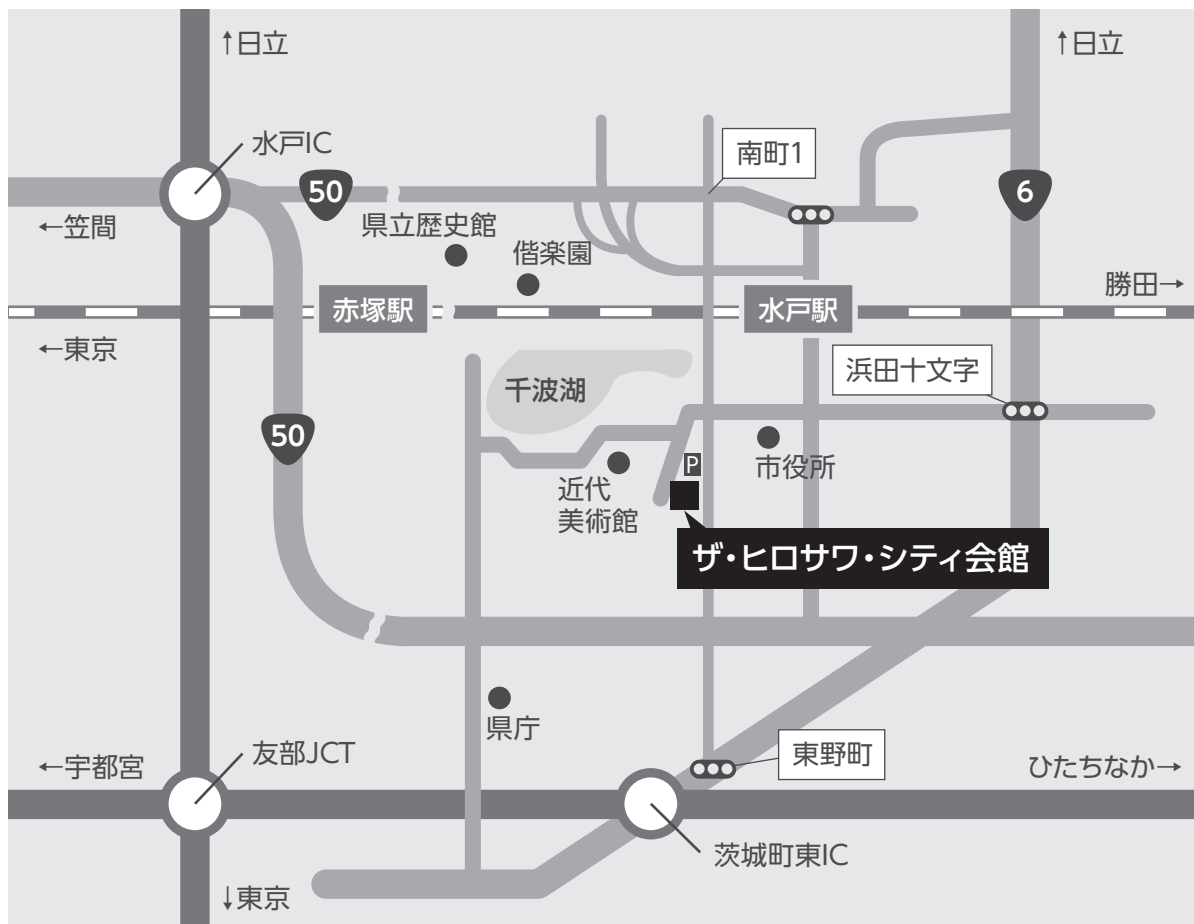 ↑日立
↑日立
水戸IC
南町1
50
6
←笠間
県立歴史館
偕楽園
勝田→
赤塚駅
水戸駅
←東京
浜田十文字
千波湖
50
P
市役所
近代
美術館
ザ・ヒロサワ・シティ会館
県庁
友部JCT
東野町
←宇都宮
ひたちなか→
茨城町東IC
↓東京